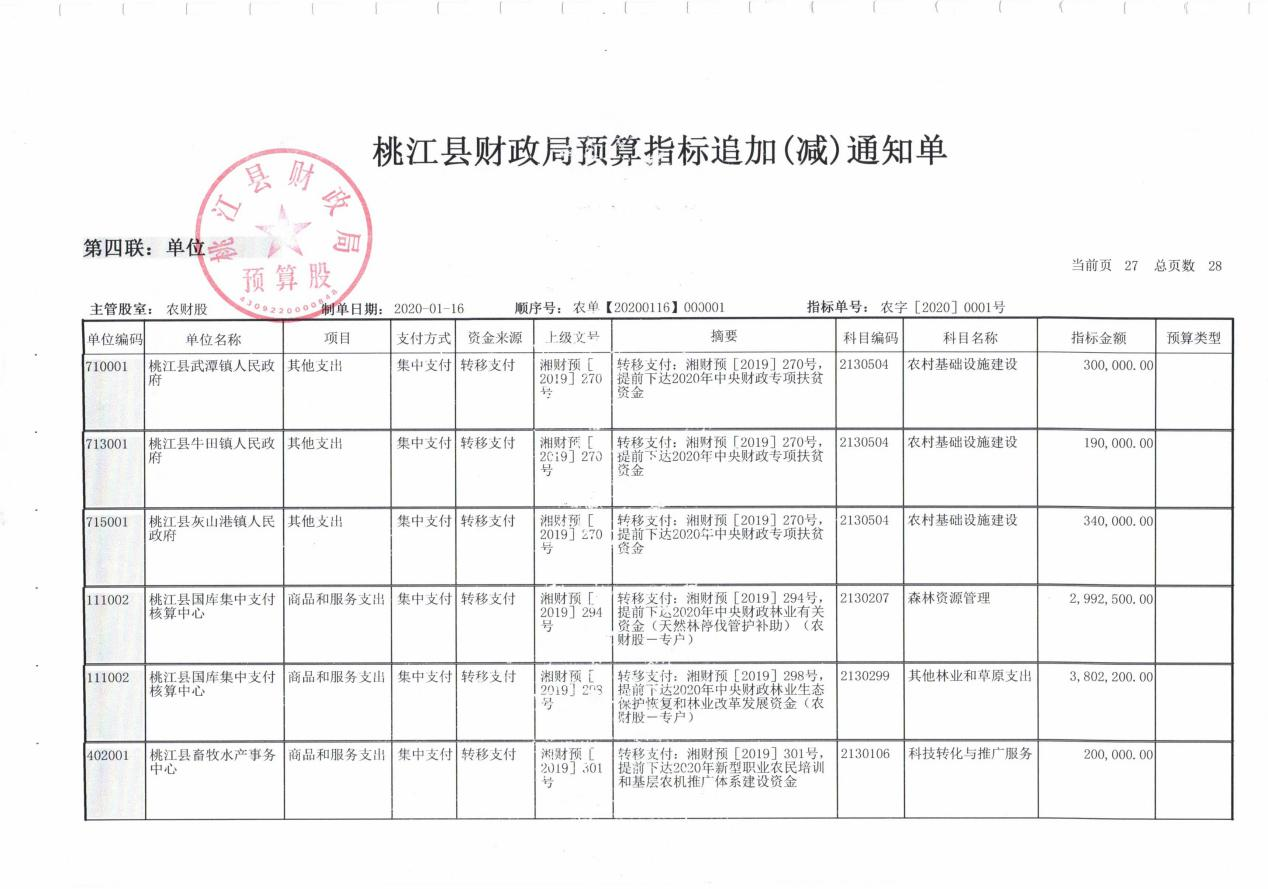 桃江县财政局预算指标追加(减)通知单
桃江县财政局
预算股
4309220000848
第四联：单位
当前页 27 总页数 28
主管股室： 农财股 制单日期： 2020-01-16 顺序号： 农单【20200116】000001 指标单号： 农字［2020］0001号
单位编码 单位名称 项目 支付方式 资金来源 上级文号 摘要 科目编码 科目名称 指标金额 预算类型
710001 桃江县武潭镇人民政 其他支出 集中支付 转移支付 湘财预［ 转移支付：湘财预［2019］270号， 2130504 农村基础设施建设 300,000.00
府 2019］270 提前下达2020年中央财政专项扶贫
号 资金
713001 桃江县牛田镇人民政 其他支出 集中支付 转移支付 湘财预［ 转移支付：湘财预［2019］270号， 2130504 农村基础设施建设 190,000.00
府 2019］270 提前下达2020年中央财政专项扶贫
号 资金
715001 桃江县灰山港镇人民 其他支出 集中支付 转移支付 湘财预［ 转移支付：湘财预［2019］270号， 2130504 农村基础设施建设 340,000.00
政府 2019］270 提前下达2020年中央财政专项扶贫
号 资金
111002 桃江县国库集中支付 商品和服务支出 集中支付 转移支付 湘财预［ 转移支付：湘财预［2019］294号， 2130207 森林资源管理 2,992,500.00
核算中心 2019］294 提前下达2020年中央财政林业有关
号 资金（天然林停伐管护补助）（农
财股－专户）
111002 桃江县国库集中支付 商品和服务支出 集中支付 转移支付 湘财预［ 转移支付：湘财预［2019］298号， 2130299 其他林业和草原支出 3,802,200.00
核算中心 2019］298 提前下达2020年中央财政林业生态
号 保护恢复和林业改革发展资金（农
财股－专户）
402001 桃江县畜牧水产事务 商品和服务支出 集中支付 转移支付 湘财预［ 转移支付：湘财预［2019］301号， 2130106 科技转化与推广服务 200,000.00
中心 2019］301 提前下达2020年新型职业农民培训
号 和基层农机推广体系建设资金